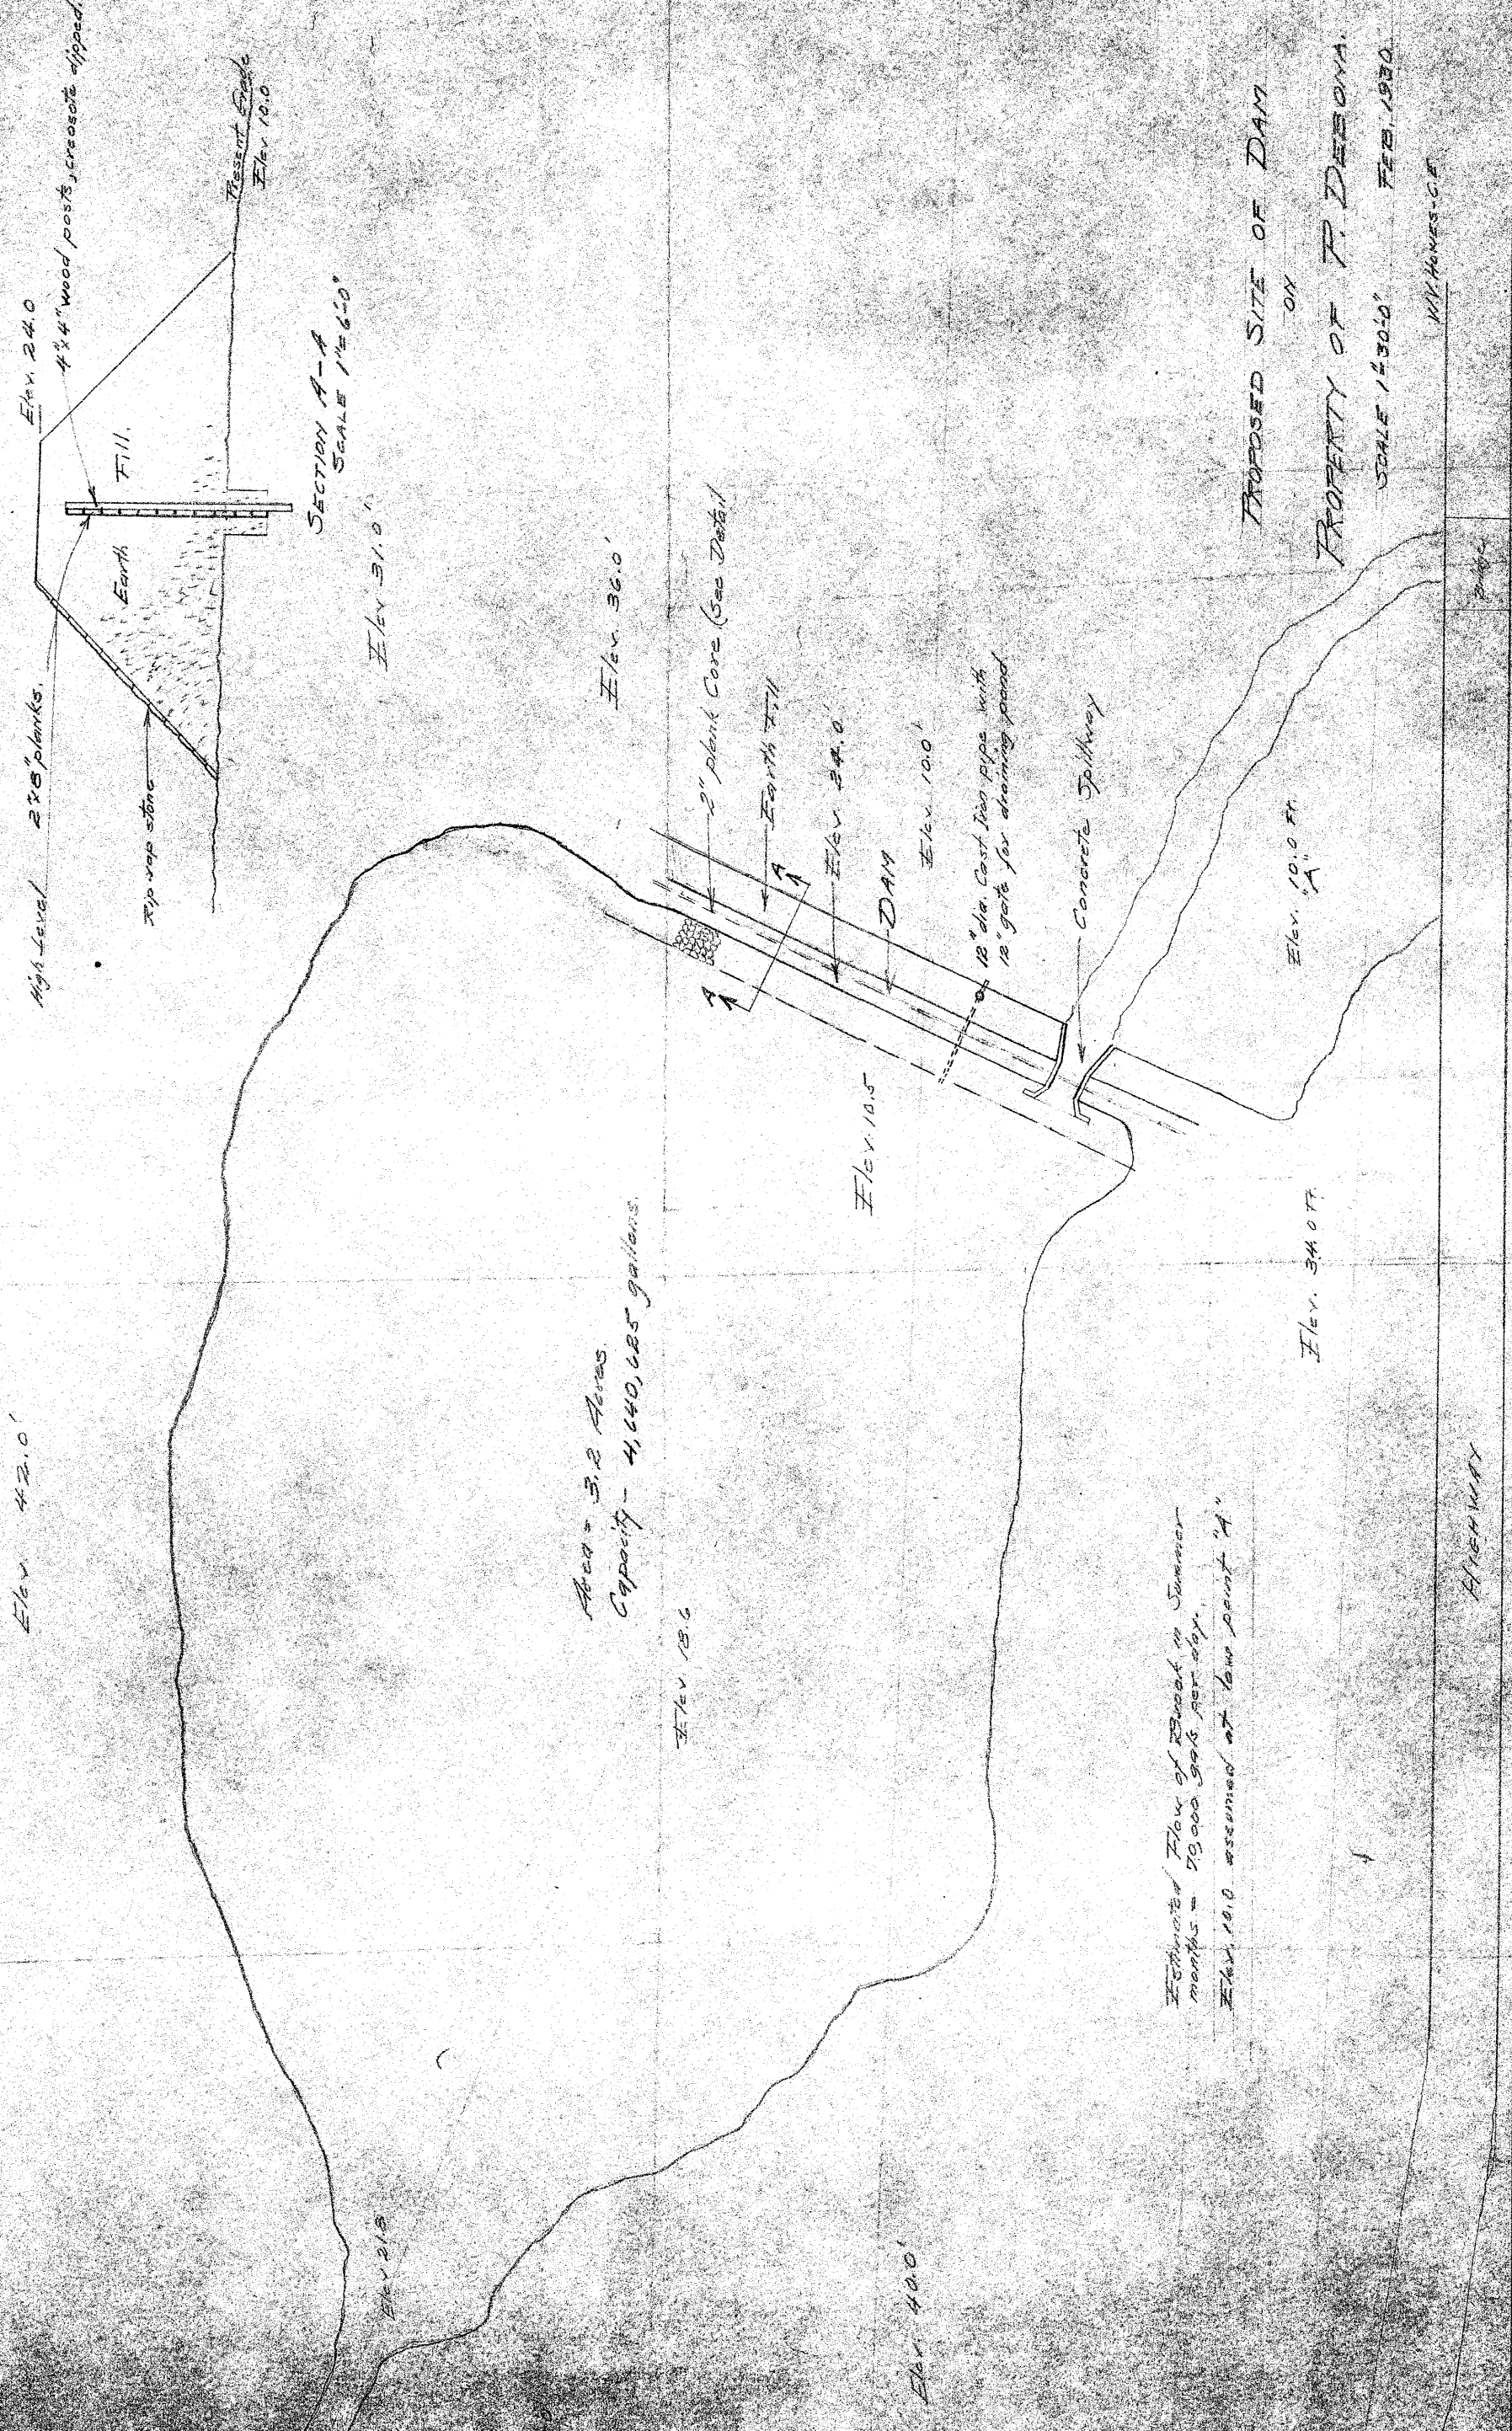 High Level
2"x8" planks.
Elev. 24.0
4"x4" wood posts, creosote dipped.
Rip-rap stone
Earth Fill.
Present Grade
Elev. 10.0
SECTION A-A
SCALE 1"=6'-0"
Elev. 42.0'
Elev 31.0'
Elev. 36.0'
2" plank Core (See Detail)
Earth Fill
A
A
DAM
Elev. 10.0'
12" dia. Cast Iron pipe with
12" gate for draining pond
Concrete Spillway
Elev. 10.5
Area = 3.2 Acres.
Capacity - 4,640,625 gallons.
Elev 18.6
Elev 21.8
Elev 40.0'
Estimated Flow of Brook in Summer
months = 70,000 gals per day.
Elev. 10.0 assumed at low point "A"
Elev. 34.0 FT.
Elev. 10.0 FT.
"A"
HIGHWAY
Bridge
PROPOSED SITE OF DAM
ON
PROPERTY OF P. DEBONA.
SCALE 1"=30'-0" FEB. 1930